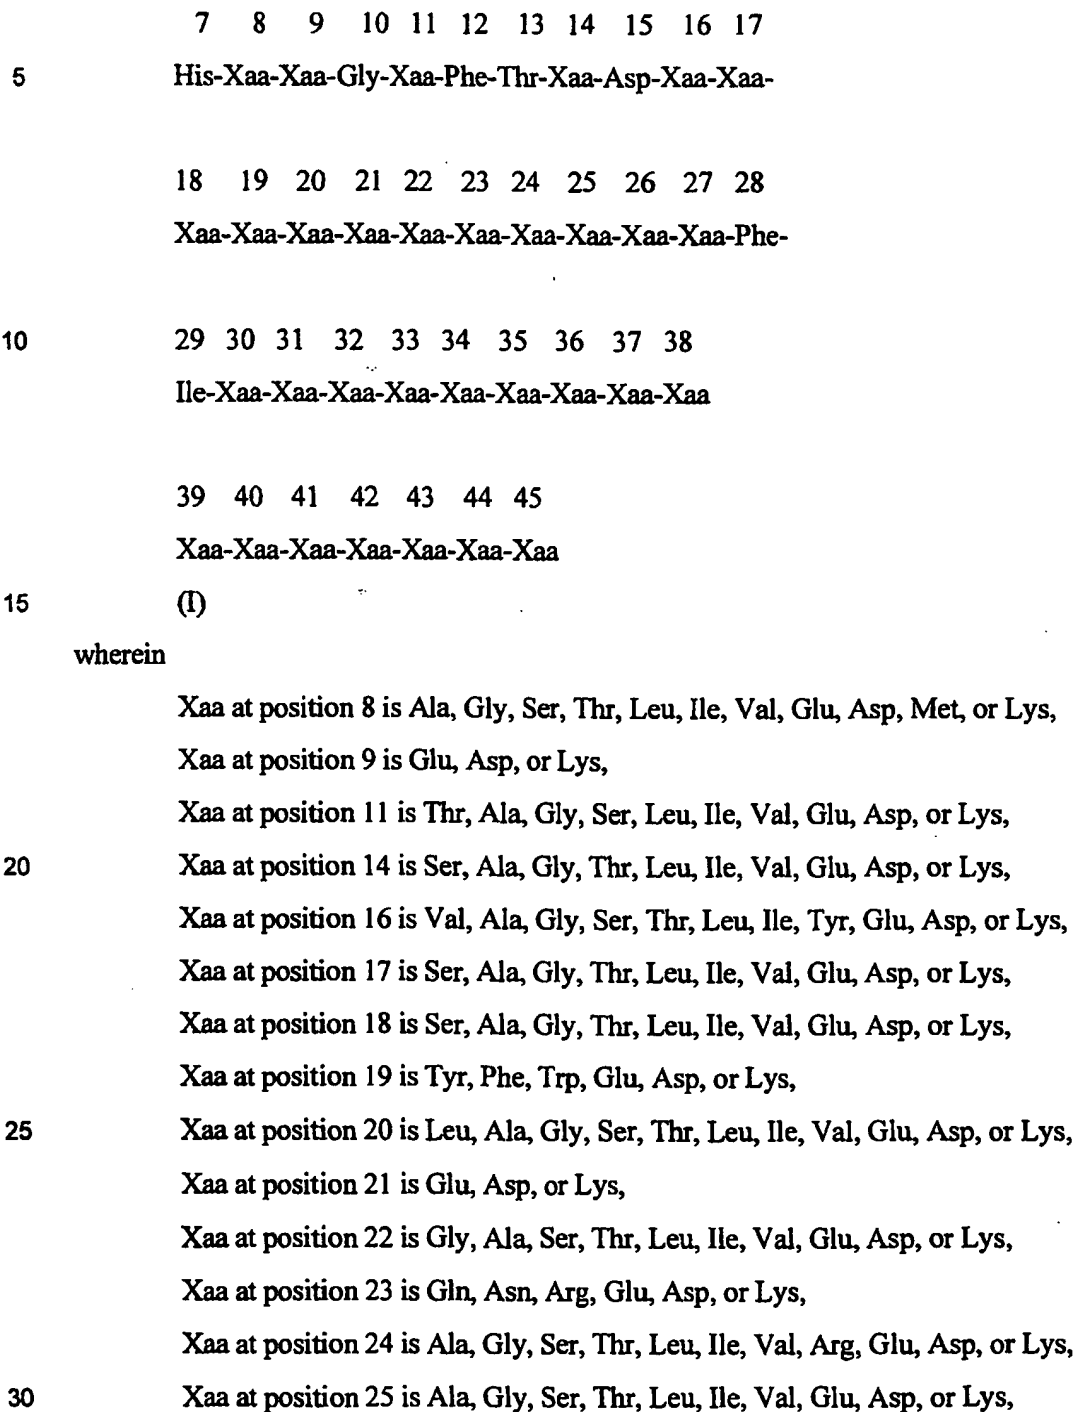 7 8 9 10 11 12 13 14 15 16 17
5 His-Xaa-Xaa-Gly-Xaa-Phe-Thr-Xaa-Asp-Xaa-Xaa-
18 19 20 21 22 23 24 25 26 27 28
Xaa-Xaa-Xaa-Xaa-Xaa-Xaa-Xaa-Xaa-Xaa-Xaa-Phe-
10 29 30 31 32 33 34 35 36 37 38
Ile-Xaa-Xaa-Xaa-Xaa-Xaa-Xaa-Xaa-Xaa-Xaa
39 40 41 42 43 44 45
Xaa-Xaa-Xaa-Xaa-Xaa-Xaa-Xaa
15 (I)
wherein
Xaa at position 8 is Ala, Gly, Ser, Thr, Leu, Ile, Val, Glu, Asp, Met, or Lys,
Xaa at position 9 is Glu, Asp, or Lys,
Xaa at position 11 is Thr, Ala, Gly, Ser, Leu, Ile, Val, Glu, Asp, or Lys,
20 Xaa at position 14 is Ser, Ala, Gly, Thr, Leu, Ile, Val, Glu, Asp, or Lys,
Xaa at position 16 is Val, Ala, Gly, Ser, Thr, Leu, Ile, Tyr, Glu, Asp, or Lys,
Xaa at position 17 is Ser, Ala, Gly, Thr, Leu, Ile, Val, Glu, Asp, or Lys,
Xaa at position 18 is Ser, Ala, Gly, Thr, Leu, Ile, Val, Glu, Asp, or Lys,
Xaa at position 19 is Tyr, Phe, Trp, Glu, Asp, or Lys,
25 Xaa at position 20 is Leu, Ala, Gly, Ser, Thr, Leu, Ile, Val, Glu, Asp, or Lys,
Xaa at position 21 is Glu, Asp, or Lys,
Xaa at position 22 is Gly, Ala, Ser, Thr, Leu, Ile, Val, Glu, Asp, or Lys,
Xaa at position 23 is Gln, Asn, Arg, Glu, Asp, or Lys,
Xaa at position 24 is Ala, Gly, Ser, Thr, Leu, Ile, Val, Arg, Glu, Asp, or Lys,
30 Xaa at position 25 is Ala, Gly, Ser, Thr, Leu, Ile, Val, Glu, Asp, or Lys,